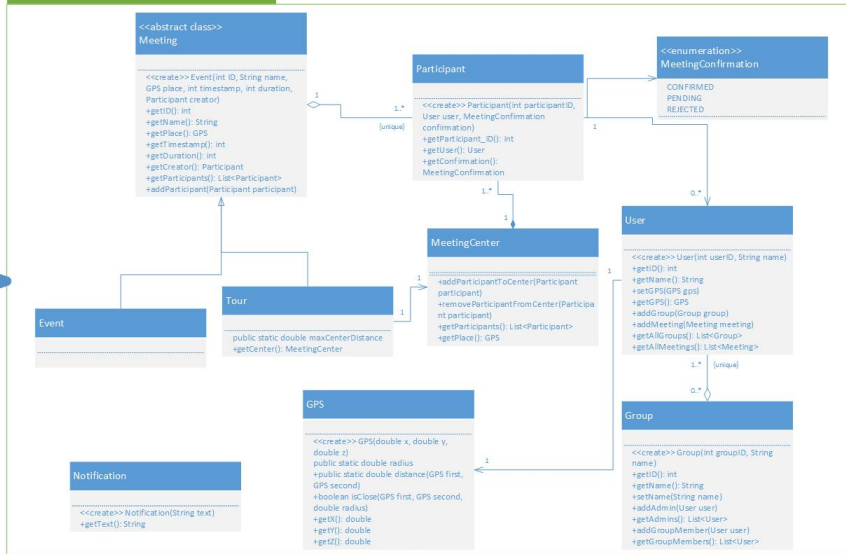 <<abstract class>>
Meeting
<<create>> Event(int ID, String name,
GPS place, int timestamp, int duration,
Participant creator)
+getID(): int
+getName(): String
+getPlace(): GPS
+getTimestamp(): int
+getDuration(): int
+getCreator(): Participant
+getParticipants(): List<Participant>
+addParticipant(Participant participant)
1
1..*
{unique}
Participant
<<create>> Participant(int participantID,
User user, MeetingConfirmation
confirmation)
+getParticipant_ID(): int
+getUser(): User
+getConfirmation():
MeetingConfirmation
<<enumeration>>
MeetingConfirmation
CONFIRMED
PENDING
REJECTED
1
0..*
1..*
1
MeetingCenter
+addParticipantToCenter(Participant
participant)
+removeParticipantFromCenter(Participa
nt participant)
+getParticipants(): List<Participant>
+getPlace(): GPS
1
1
User
<<create>> User(int userID, String name)
+getID(): int
+getName(): String
+setGPS(GPS gps)
+getGPS(): GPS
+addGroup(Group group)
+addMeeting(Meeting meeting)
+getAllGroups(): List<Group>
+getAllMeetings(): List<Meeting>
1
1..*
{unique}
0..*
Event
Tour
public static double maxCenterDistance
+getCenter(): MeetingCenter
GPS
<<create>> GPS(double x, double y,
double z)
public static double radius
+public static double distance(GPS first,
GPS second)
+boolean isClose(GPS first, GPS second,
double radius)
+getX(): double
+getY(): double
+getZ(): double
1
Group
<<create>> Group(int groupID, String
name)
+getID(): int
+getName(): String
+setName(String name)
+addAdmin(User user)
+getAdmins(): List<User>
+addGroupMember(User user)
+getGroupMembers(): List<User>
Notification
<<create>> Notification(String text)
+getText(): String